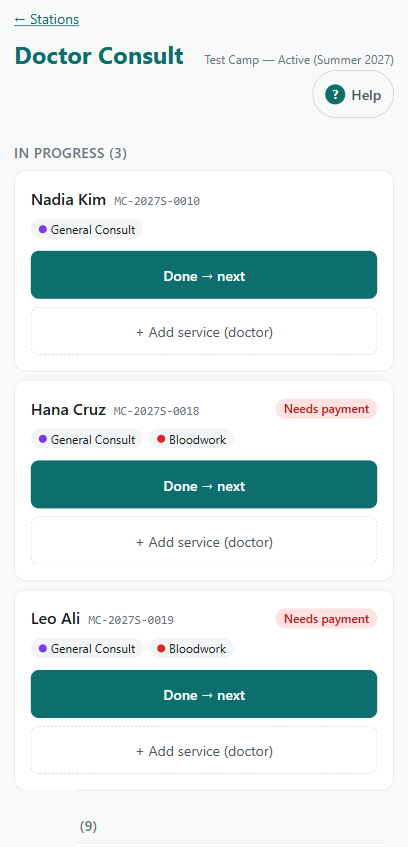 ← Stations
Doctor Consult Test Camp — Active (Summer 2027)
? Help
IN PROGRESS (3)
Nadia Kim MC-2027S-0010
General Consult
Done → next
+ Add service (doctor)
Hana Cruz MC-2027S-0018 Needs payment
General Consult Bloodwork
Done → next
+ Add service (doctor)
Leo Ali MC-2027S-0019 Needs payment
General Consult Bloodwork
Done → next
+ Add service (doctor)
(9)